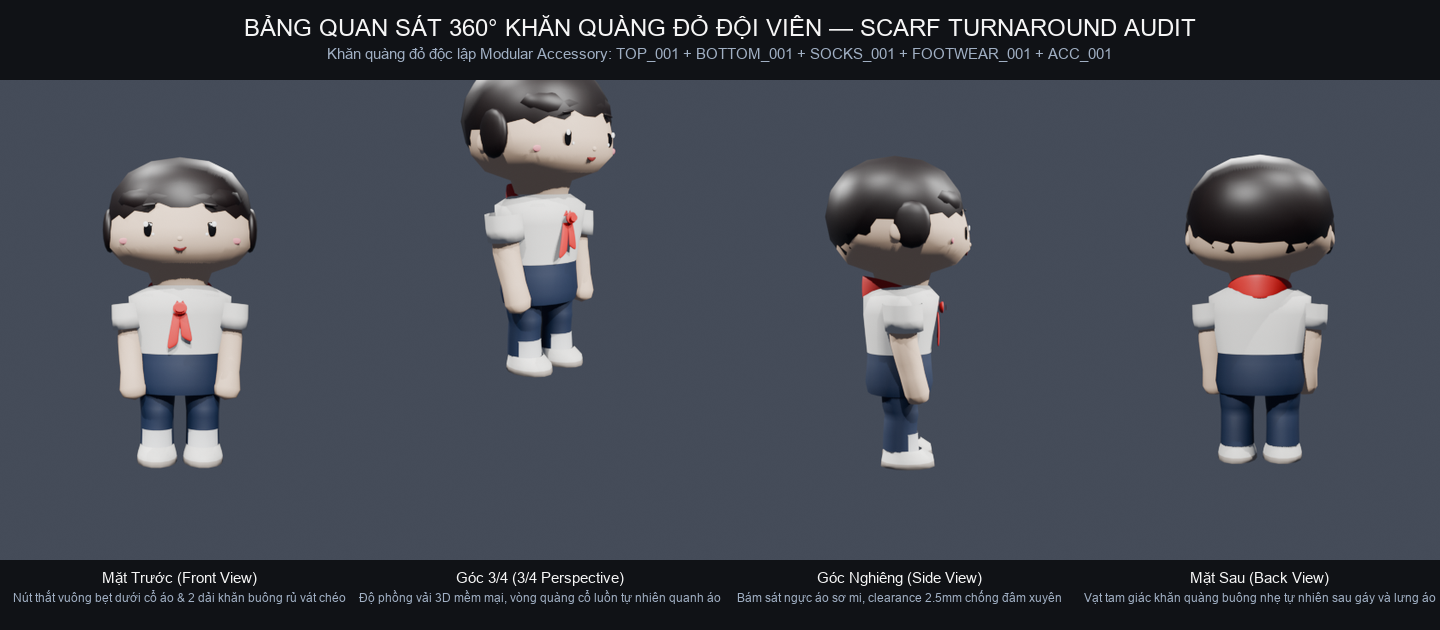 BẢNG QUAN SÁT 360° KHĂN QUÀNG ĐỎ ĐỘI VIÊN — SCARF TURNAROUND AUDIT
Khăn quàng đỏ độc lập Modular Accessory: TOP_001 + BOTTOM_001 + SOCKS_001 + FOOTWEAR_001 + ACC_001
Mặt Trước (Front View)
Nút thắt vuông bẹt dưới cổ áo & 2 dải khăn buông rủ vát chéo
Góc 3/4 (3/4 Perspective)
Độ phồng vải 3D mềm mại, vòng quàng cổ luồn tự nhiên quanh áo
Góc Nghiêng (Side View)
Bám sát ngực áo sơ mi, clearance 2.5mm chống đâm xuyên
Mặt Sau (Back View)
Vạt tam giác khăn quàng buông nhẹ tự nhiên sau gáy và lưng áo